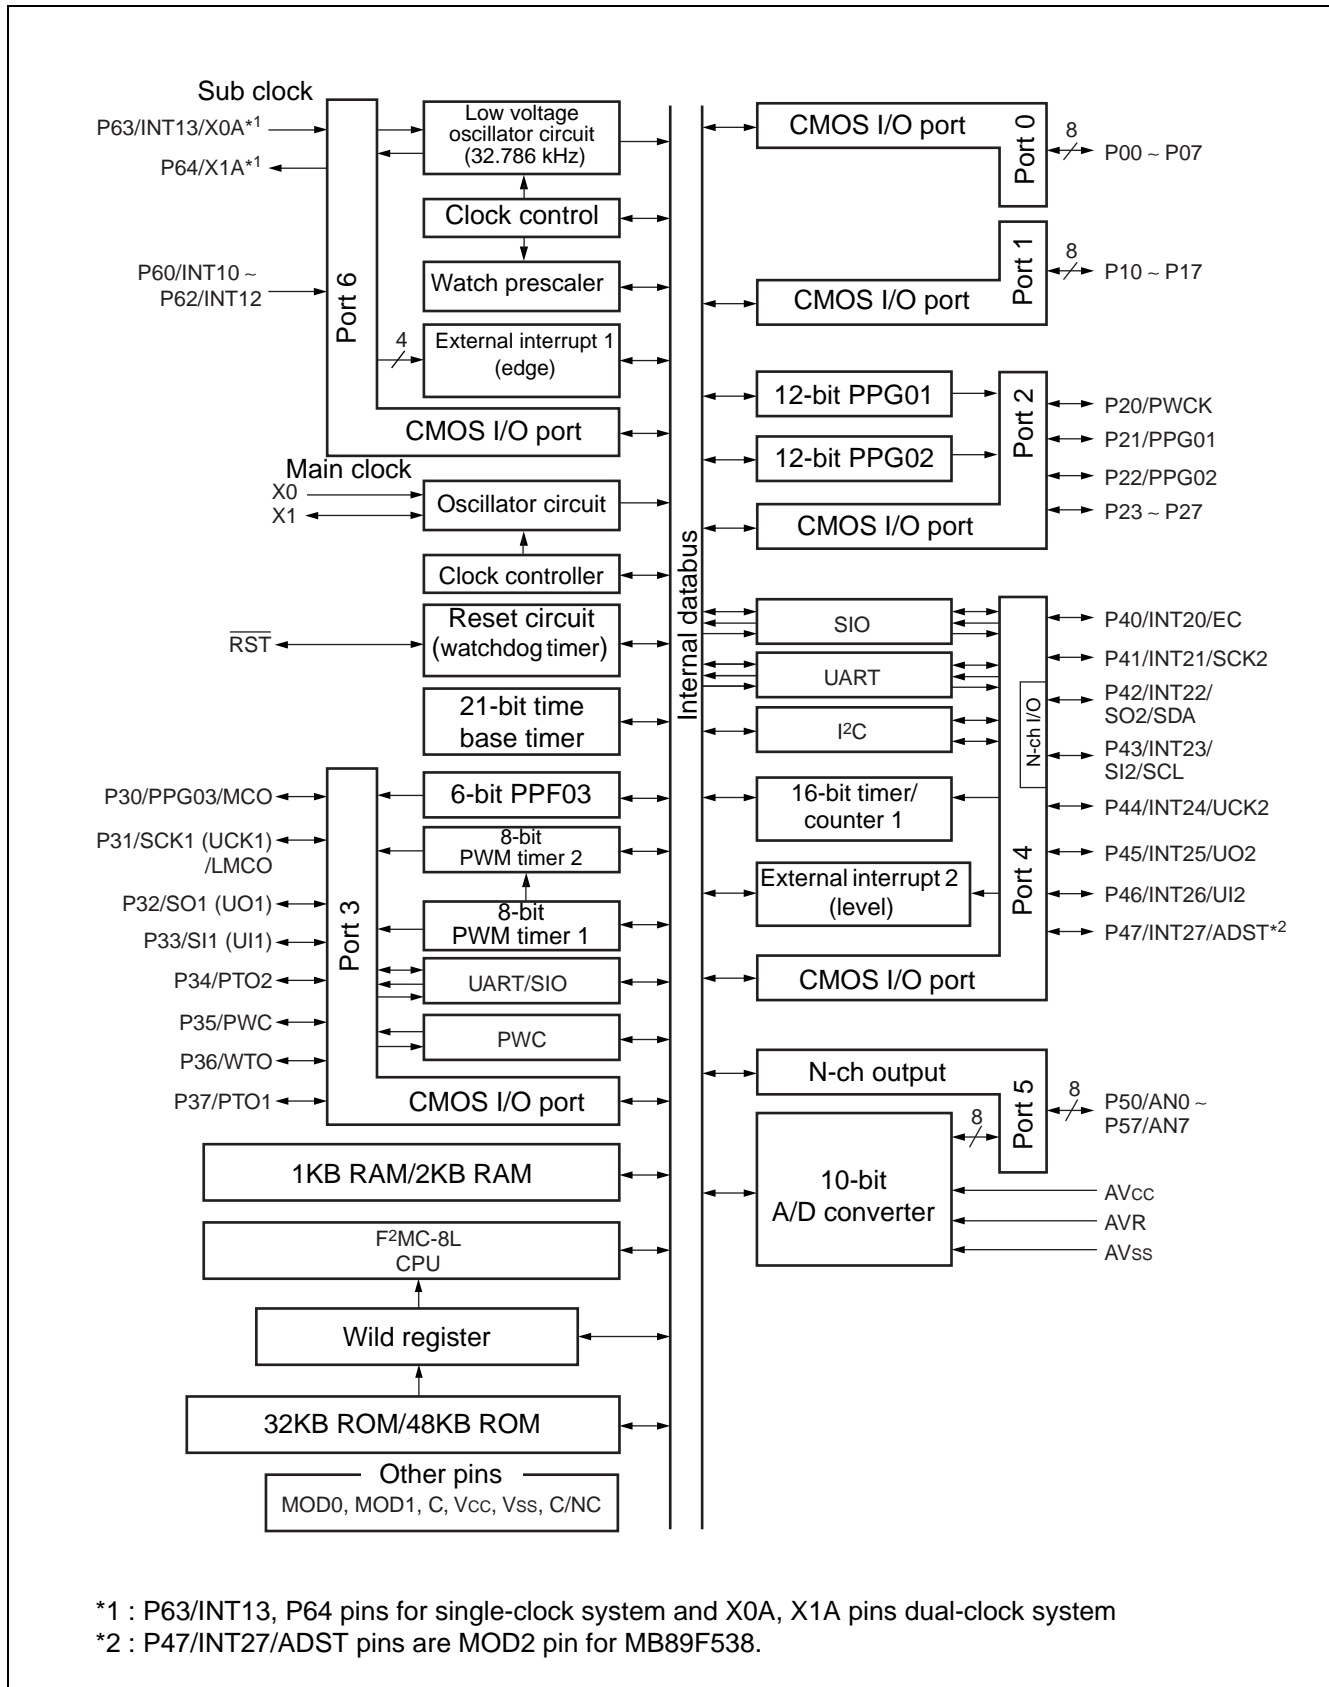 Sub clock
P63/INT13/X0A*1
P64/X1A*1
P60/INT10 ~
P62/INT12
Port 6
Low voltage
oscillator circuit
(32.786 kHz)
Clock control
Watch prescaler
4
External interrupt 1
(edge)
CMOS I/O port
Main clock
X0
X1
Oscillator circuit
Clock controller
RST
Reset circuit
(watchdog timer)
21-bit time
base timer
P30/PPG03/MCO
P31/SCK1 (UCK1)
/LMCO
P32/SO1 (UO1)
P33/SI1 (UI1)
P34/PTO2
P35/PWC
P36/WTO
P37/PTO1
Port 3
6-bit PPF03
8-bit
PWM timer 2
8-bit
PWM timer 1
UART/SIO
PWC
CMOS I/O port
1KB RAM/2KB RAM
F2MC-8L
CPU
Wild register
32KB ROM/48KB ROM
Other pins
MOD0, MOD1, C, Vcc, Vss, C/NC
Internal databus
CMOS I/O port
Port 0
8
P00 ~ P07
Port 1
8
P10 ~ P17
CMOS I/O port
12-bit PPG01
12-bit PPG02
CMOS I/O port
Port 2
P20/PWCK
P21/PPG01
P22/PPG02
P23 ~ P27
SIO
UART
I2C
16-bit timer/
counter 1
External interrupt 2
(level)
CMOS I/O port
N-ch I/O
Port 4
P40/INT20/EC
P41/INT21/SCK2
P42/INT22/
SO2/SDA
P43/INT23/
SI2/SCL
P44/INT24/UCK2
P45/INT25/UO2
P46/INT26/UI2
P47/INT27/ADST*2
N-ch output
Port 5
8
8
P50/AN0 ~
P57/AN7
10-bit
A/D converter
AVcc
AVR
AVss
*1 : P63/INT13, P64 pins for single-clock system and X0A, X1A pins dual-clock system
*2 : P47/INT27/ADST pins are MOD2 pin for MB89F538.